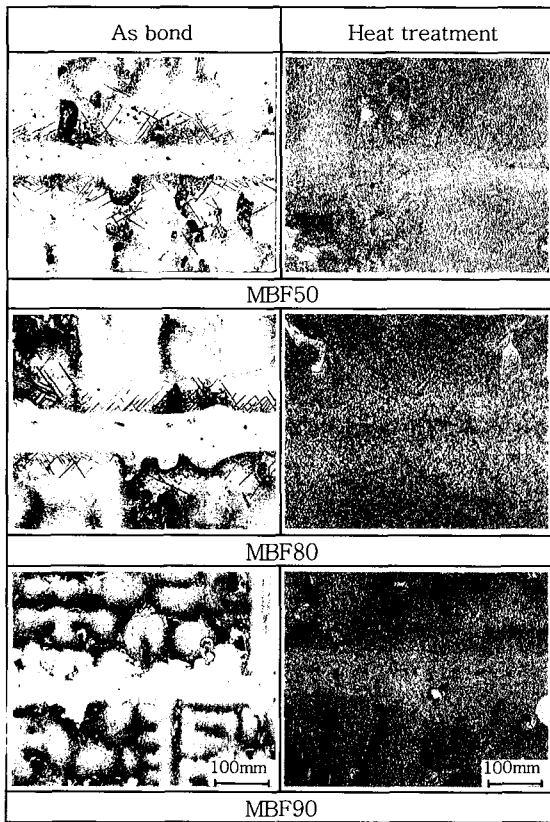 As bond
Heat treatment
MBF50
MBF80
100mm
100mm
MBF90